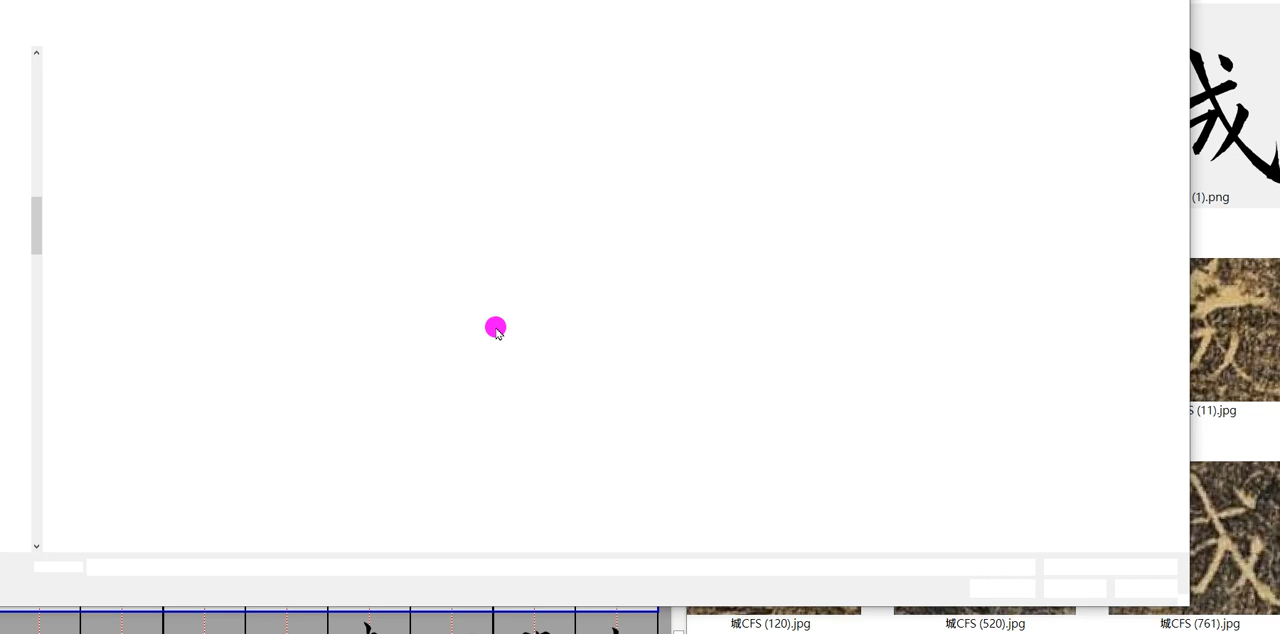 (1).png
(11).jpg
城CFS (120).jpg
城CFS (520).jpg
城CFS (761).jpg